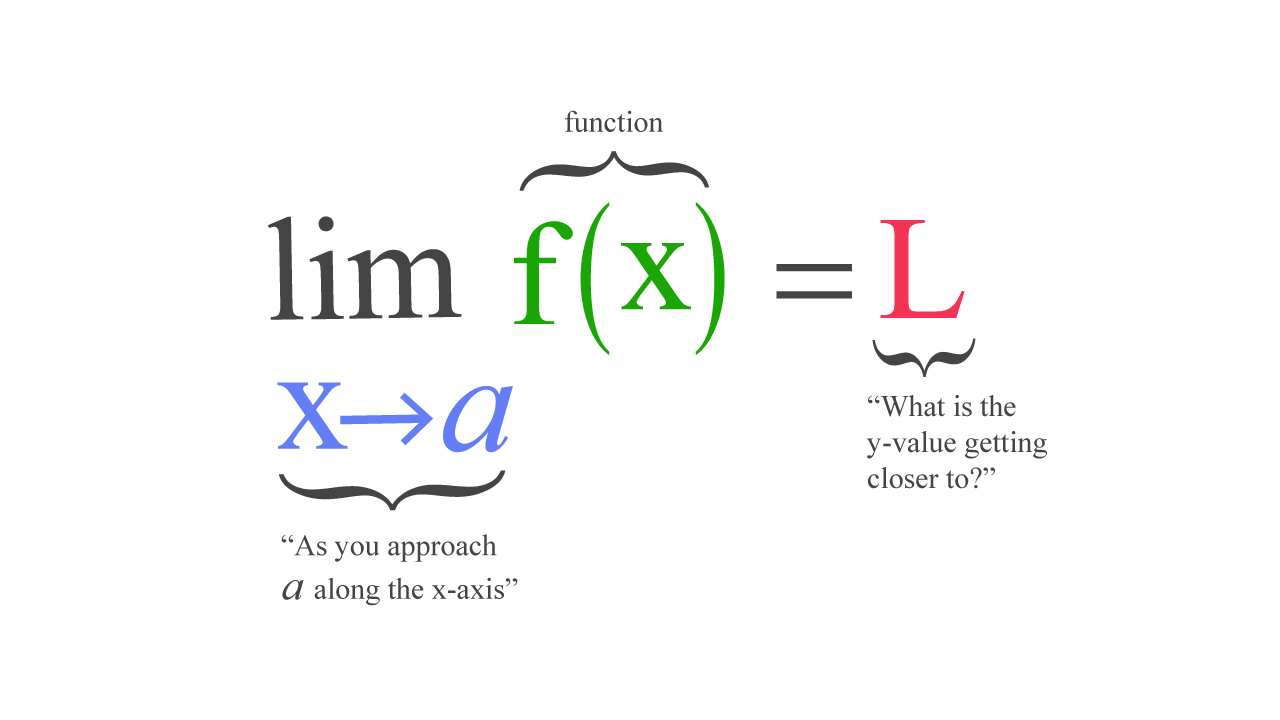 function
lim f(x) = L
x→a
“What is the
y-value getting
closer to?”
“As you approach
a along the x-axis”